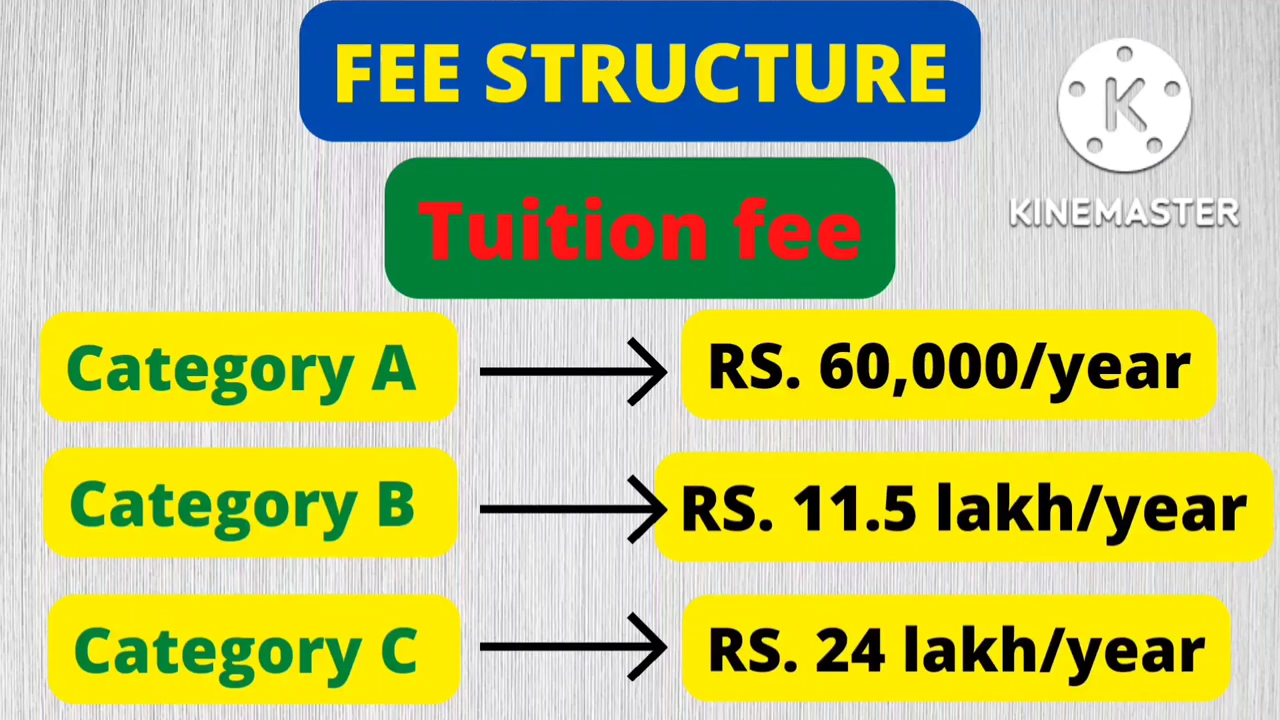 FEE STRUCTURE
KINEMASTER
Tuition fee
Category A
RS. 60,000/year
Category B
RS. 11.5 lakh/year
Category C
RS. 24 lakh/year